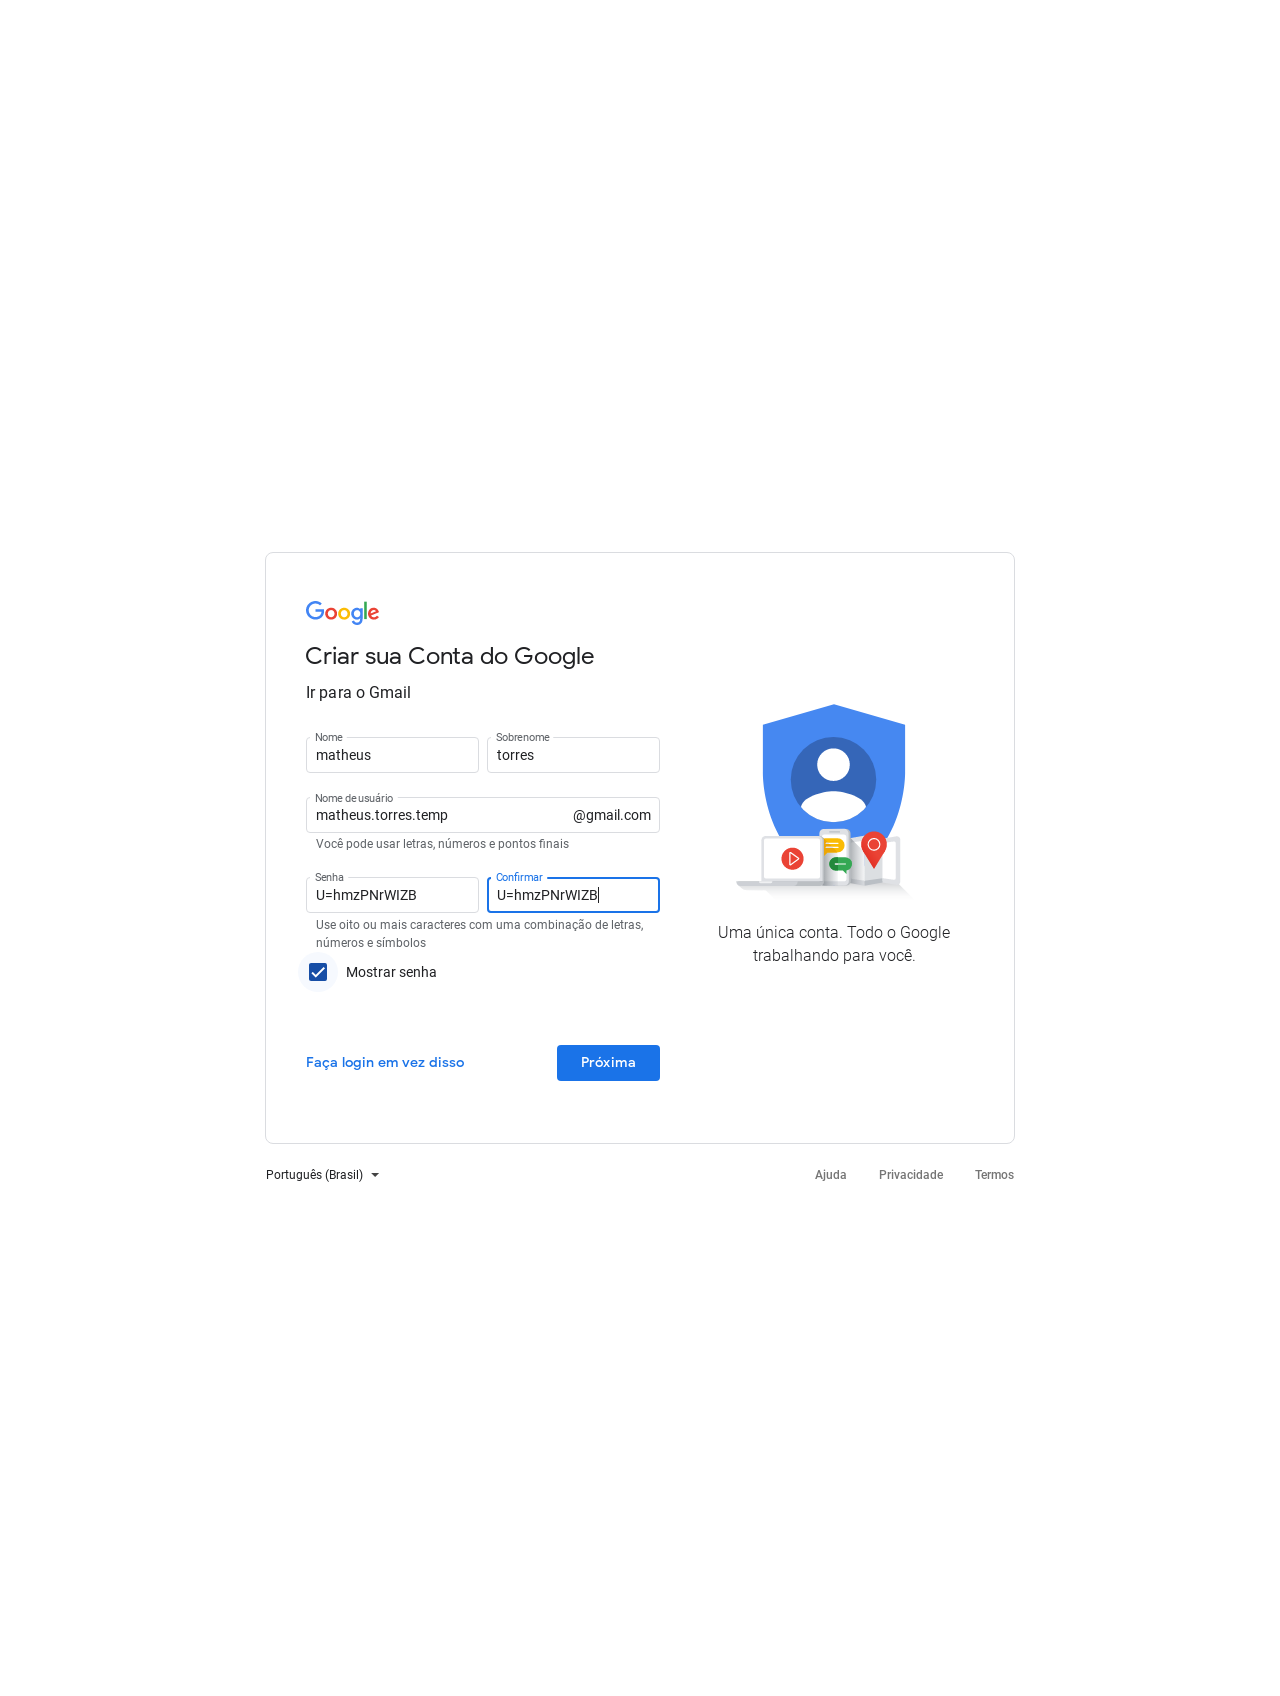 Google
Criar sua Conta do Google
Ir para o Gmail
Nome
matheus
Sobrenome
torres
Nome de usuário
matheus.torres.temp @gmail.com
Você pode usar letras, números e pontos finais
Senha
U=hmzPNrWIZB
Confirmar
U=hmzPNrWIZB
Use oito ou mais caracteres com uma combinação de letras,
números e símbolos
Mostrar senha
Faça login em vez disso
Próxima
Uma única conta. Todo o Google
trabalhando para você.
Português (Brasil)
Ajuda Privacidade Termos